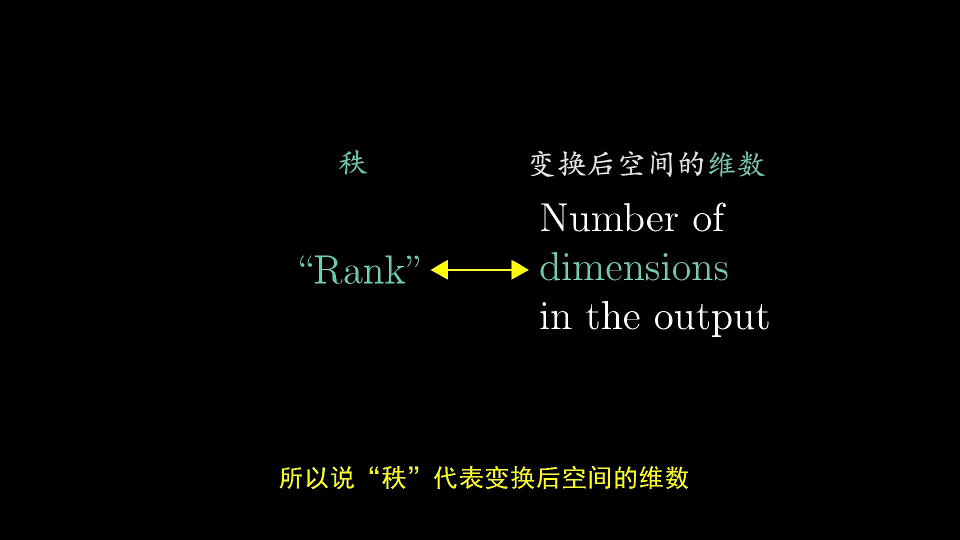 秩
变换后空间的维数
“Rank”
Number of
dimensions
in the output
所以说“秩”代表变换后空间的维数